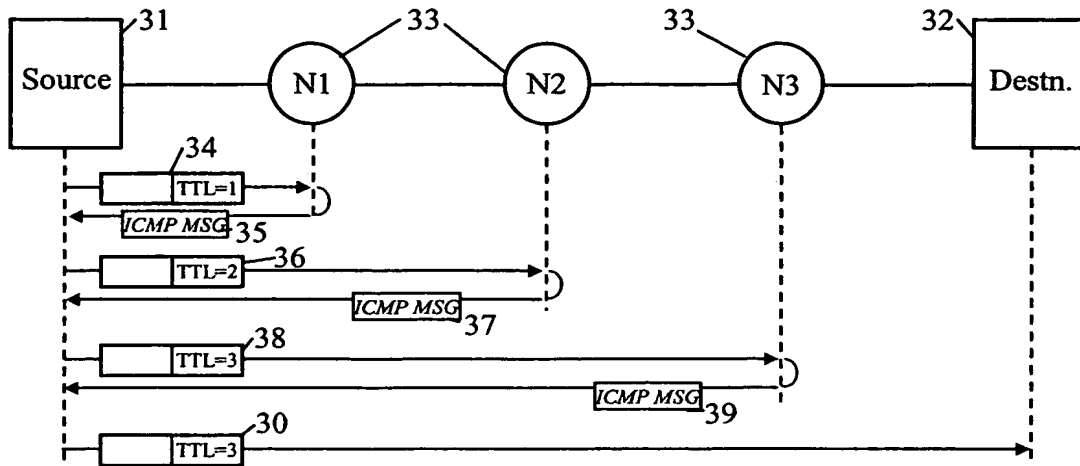 31
33
33
32
Source
N1
N2
N3
Destn.
34
TTL=1
ICMP MSG
35
36
TTL=2
ICMP MSG
37
38
TTL=3
ICMP MSG
39
30
TTL=3